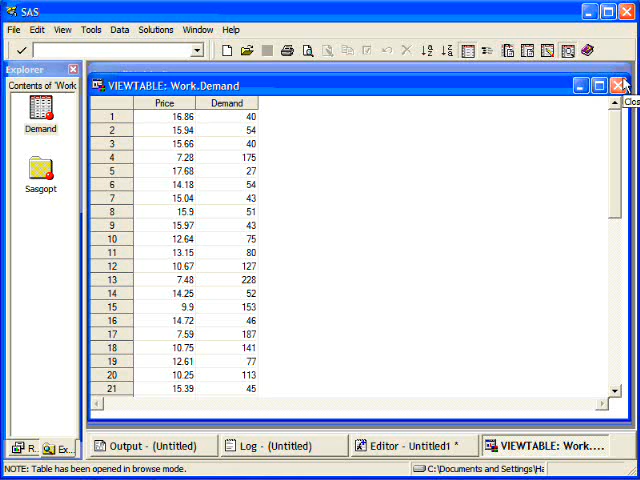 SAS
File Edit View Tools Data Solutions Window Help
Explorer
Contents of 'Work
Demand
Sasgopt
VIEWTABLE: Work.Demand
Clos
Price Demand
1 16.86 40
2 15.94 54
3 15.66 40
4 7.28 175
5 17.68 27
6 14.18 54
7 15.04 43
8 15.9 51
9 15.97 43
10 12.64 75
11 13.15 80
12 10.67 127
13 7.48 228
14 14.25 52
15 9.9 153
16 14.72 46
17 7.59 187
18 10.75 141
19 12.61 77
20 10.25 113
21 15.39 45
R.. Ex... Output - (Untitled) Log - (Untitled) Editor - Untitled1 * VIEWTABLE: Work....
NOTE: Table has been opened in browse mode. C:\Documents and Settings\Ha